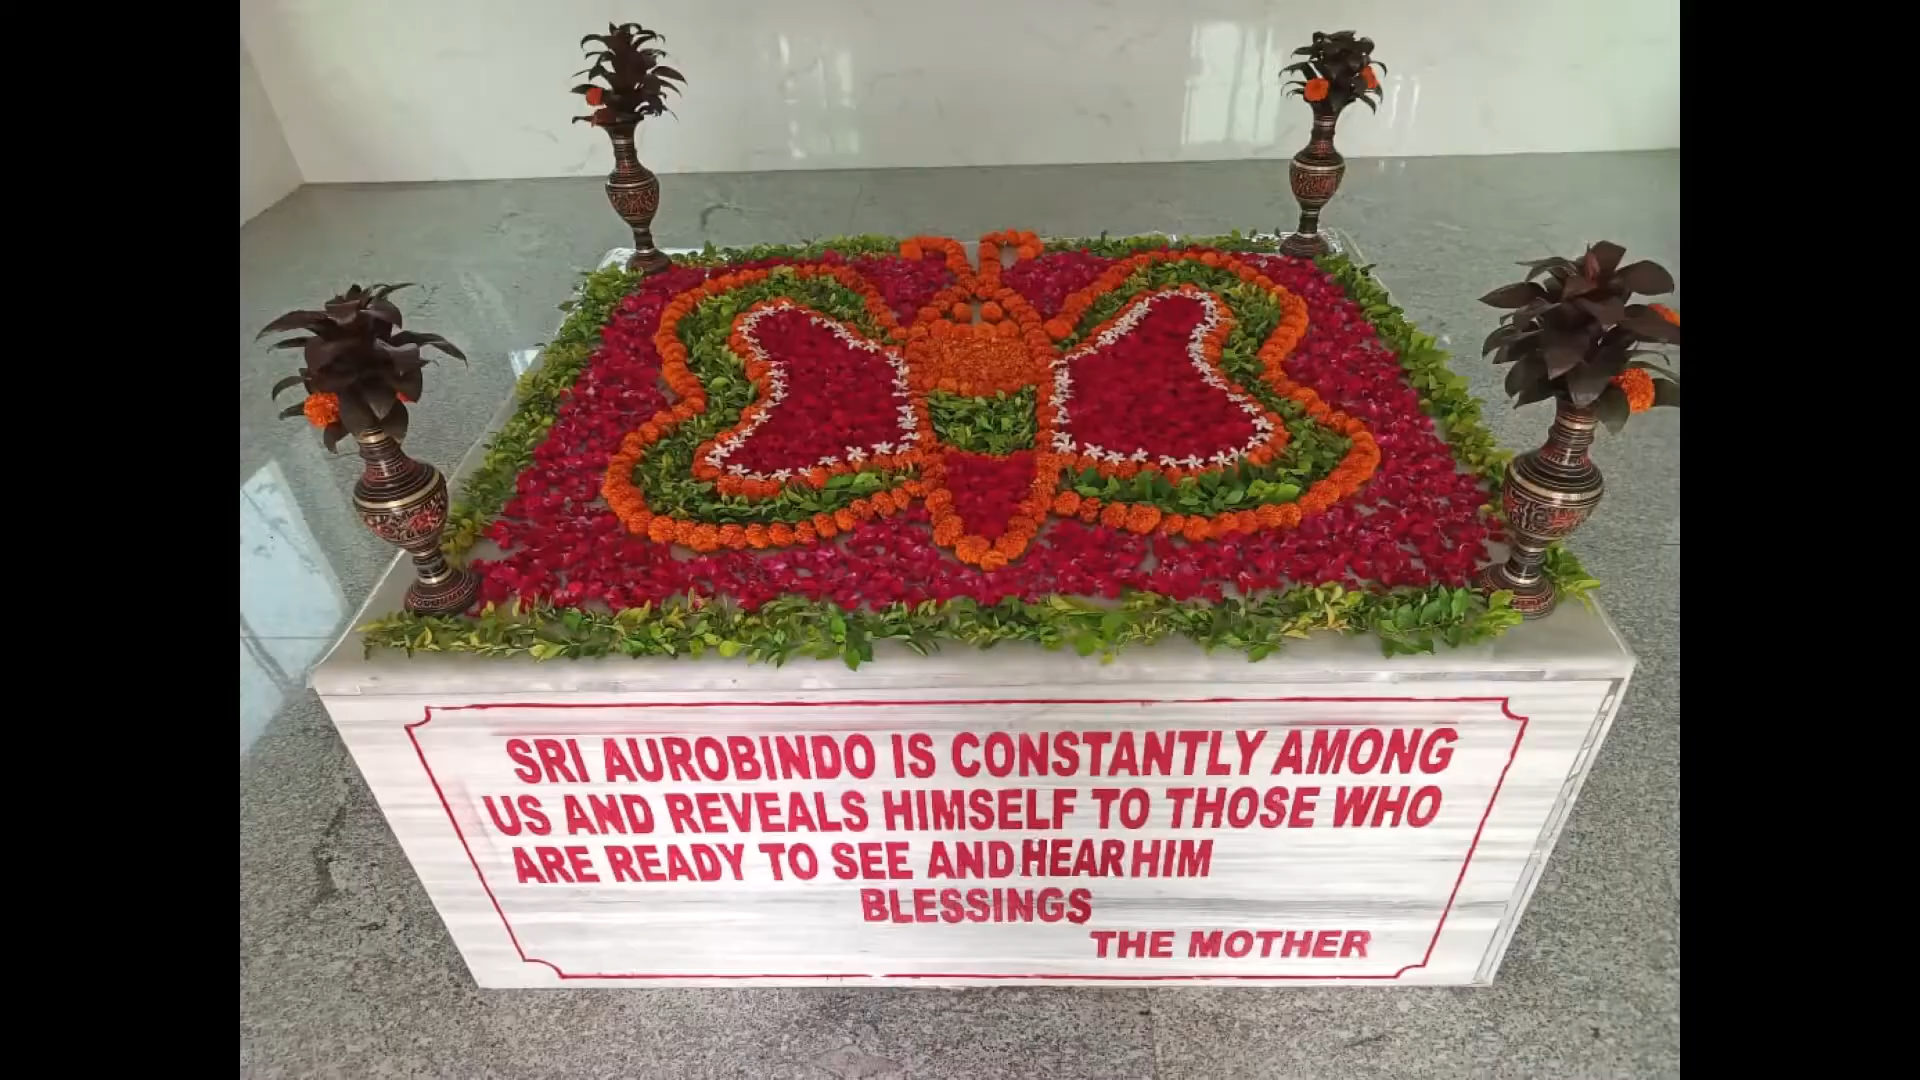 SRI AUROBINDO IS CONSTANTLY AMONG
US AND REVEALS HIMSELF TO THOSE WHO
ARE READY TO SEE AND HEAR HIM
BLESSINGS
THE MOTHER